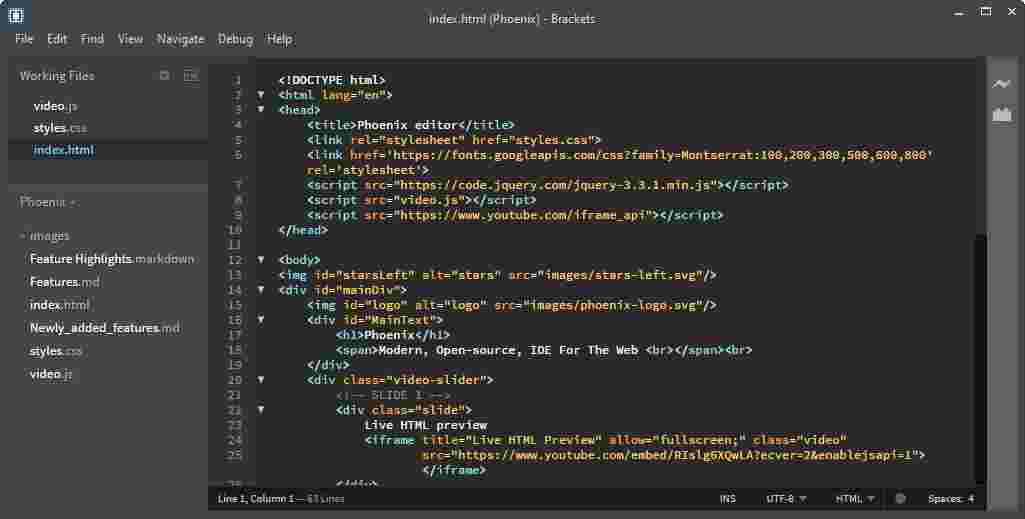 index.html (Phoenix) - Brackets
File Edit Find View Navigate Debug Help
Working Files
video.js
styles.css
index.html
Phoenix
images
Feature Highlights.markdown
Features.md
index.html
Newly_added_features.md
styles.css
video.js
1 <!DOCTYPE html>
2 <html lang="en">
3 <head>
4 <title>Phoenix editor</title>
5 <link rel="stylesheet" href="styles.css">
6 <link href='https://fonts.googleapis.com/css?family=Montserrat:100,200,300,500,600,800'
rel='stylesheet'>
7 <script src="https://code.jquery.com/jquery-3.3.1.min.js"></script>
8 <script src="video.js"></script>
9 <script src="https://www.youtube.com/iframe_api"></script>
10 </head>
11
12 <body>
13 <img id="starsLeft" alt="stars" src="images/stars-left.svg"/>
14 <div id="mainDiv">
15 <img id="logo" alt="logo" src="images/phoenix-logo.svg"/>
16 <div id="MainText">
17 <h1>Phoenix</h1>
18 <span>Modern, Open-source, IDE For The Web <br></span><br>
19 </div>
20 <div class="video-slider">
21 <!-- SLIDE 1 -->
22 <div class="slide">
23 Live HTML preview
24 <iframe title="Live HTML Preview" allow="fullscreen;" class="video"
25 src="https://www.youtube.com/embed/RIslg6XQwLA?ecver=2&enablejsapi=1">
</iframe>
</div>
Line 1, Column 1 — 63 Lines INS UTF-8 HTML Spaces: 4